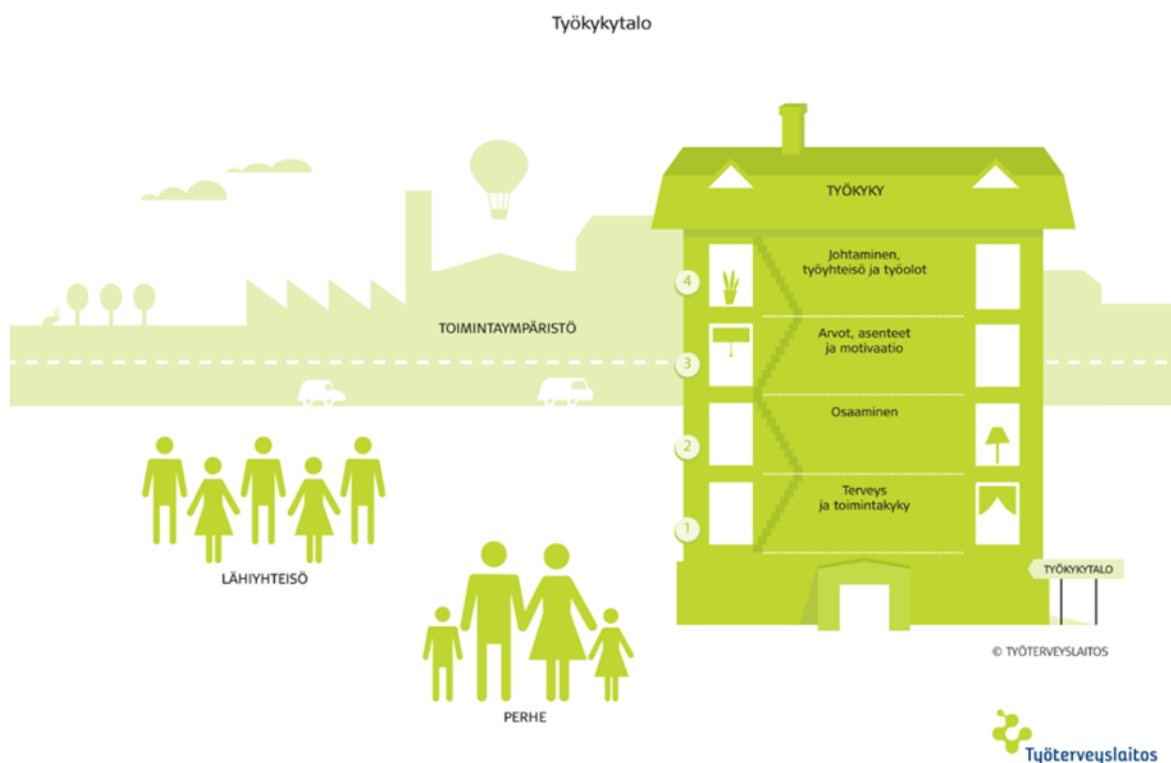 Työkykytalo
TYÖKYKY
4
Johtaminen,
työyhteisö ja työolot
TOIMINTAYMPÄRISTÖ
3
Arvot, asenteet
ja motivaatio
2
Osaaminen
1
Terveys
ja toimintakyky
LÄHIYHTEISÖ
PERHE
TYÖKYKYTALO
© TYÖTERVEYSLAITOS
Työterveyslaitos